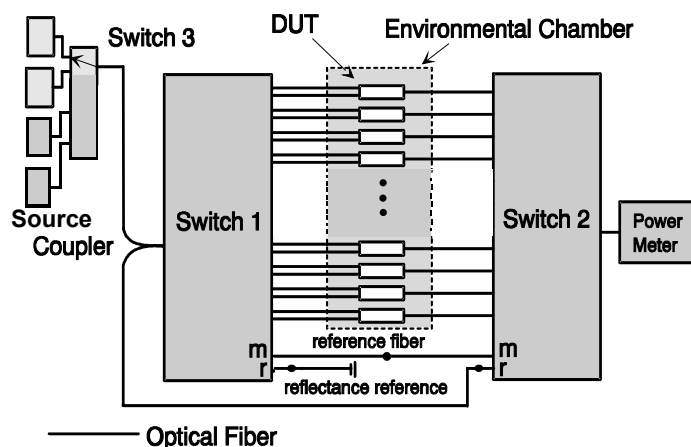 Switch 3
DUT
Environmental Chamber
Source
Coupler
Switch 1
Switch 2
Power
Meter
m
r
reference fiber
reflectance reference
m
r
Optical Fiber